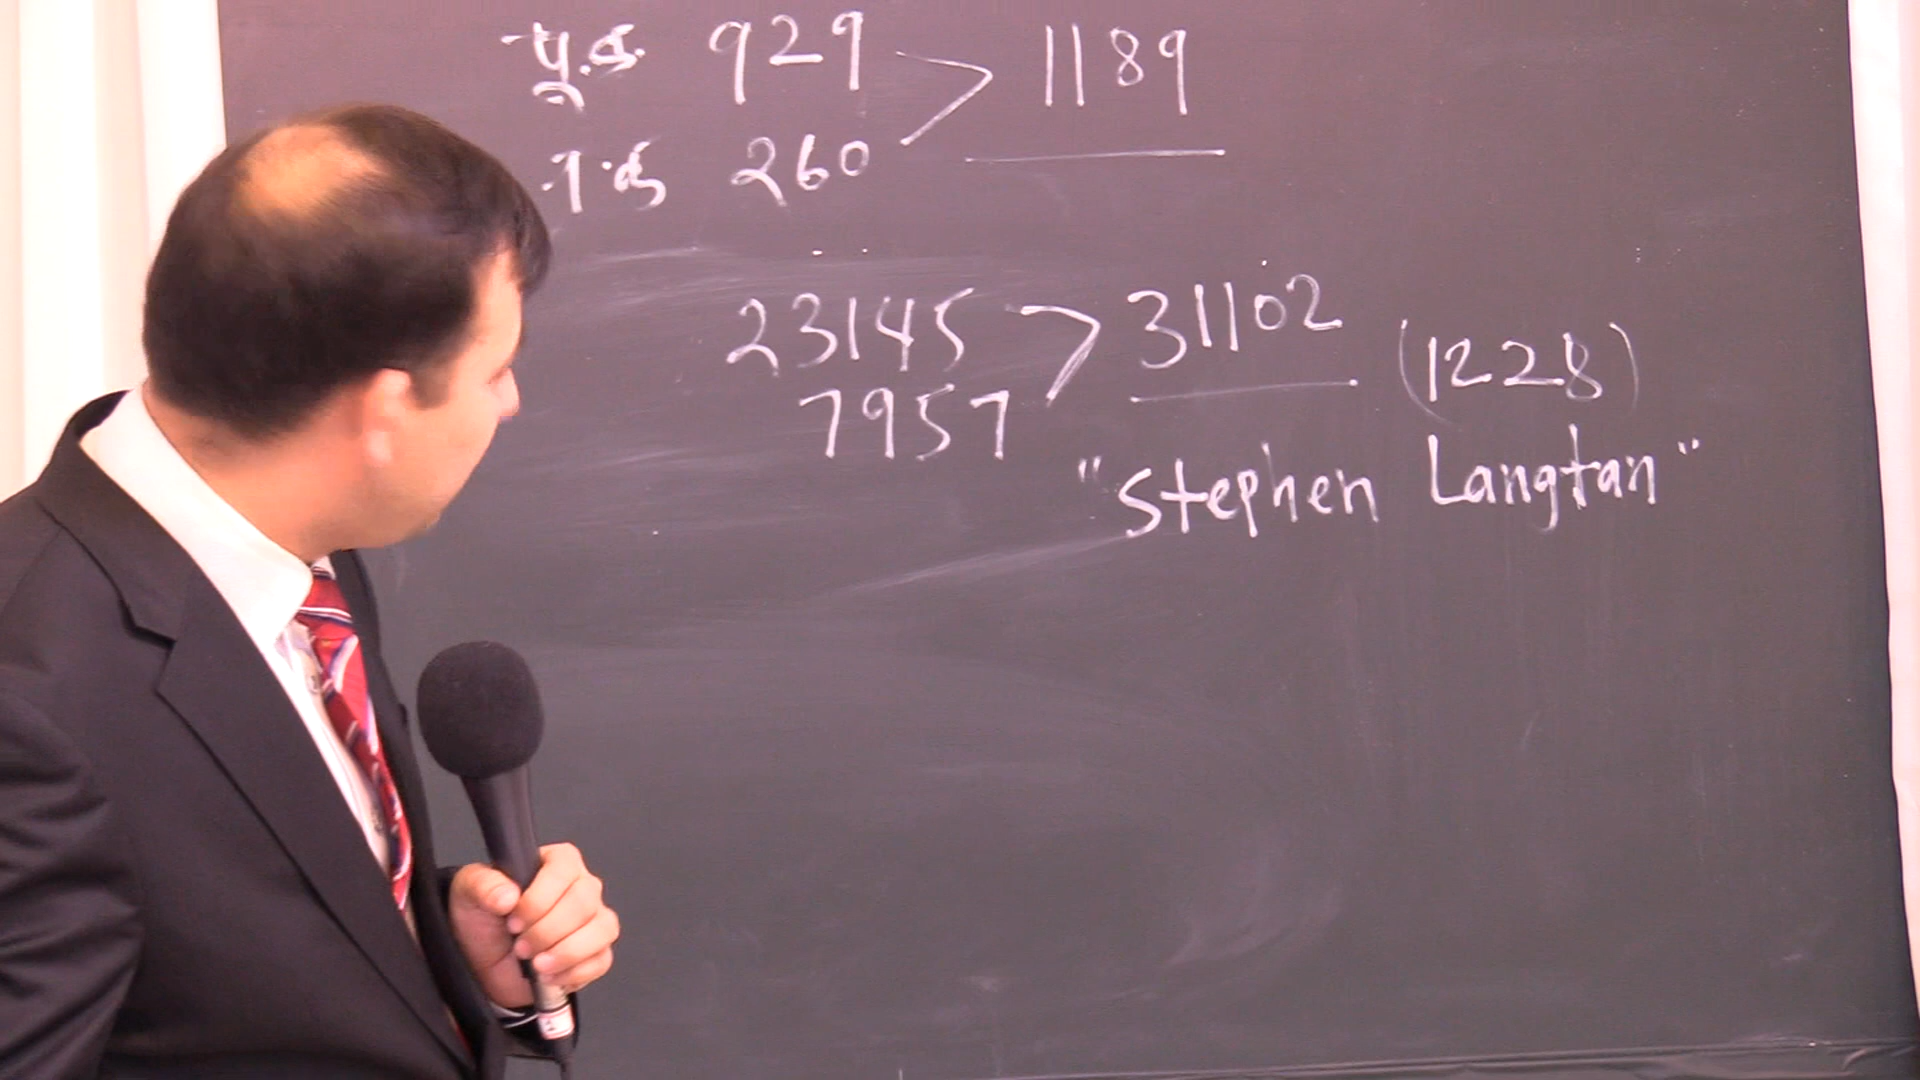 929 > 1189
260
23145 > 31102 (1228)
7957
"Stephen Langtan"